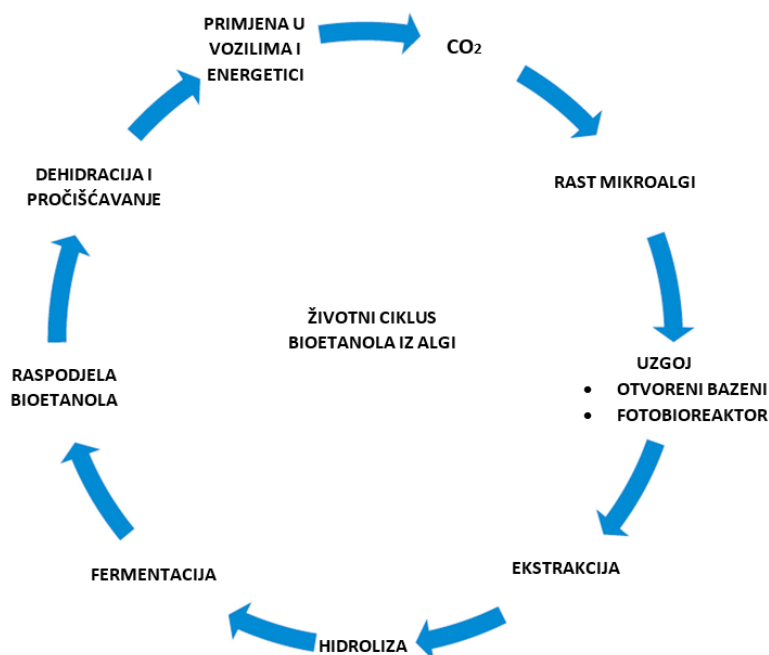 PRIMJENA U
VOZILIMA I
ENERGETICI
CO₂
RAST MIKROALGI
UZGOJ
• OTVORENI BAZENI
• FOTOBIOREAKTOR
EKSTRAKCIJA
HIDROLIZA
FERMENTACIJA
RASPODJELA
BIOETANOLA
DEHIDRACIJA I
PROČIŠĆAVANJE
ŽIVOTNI CIKLUS
BIOETANOLA IZ ALGI